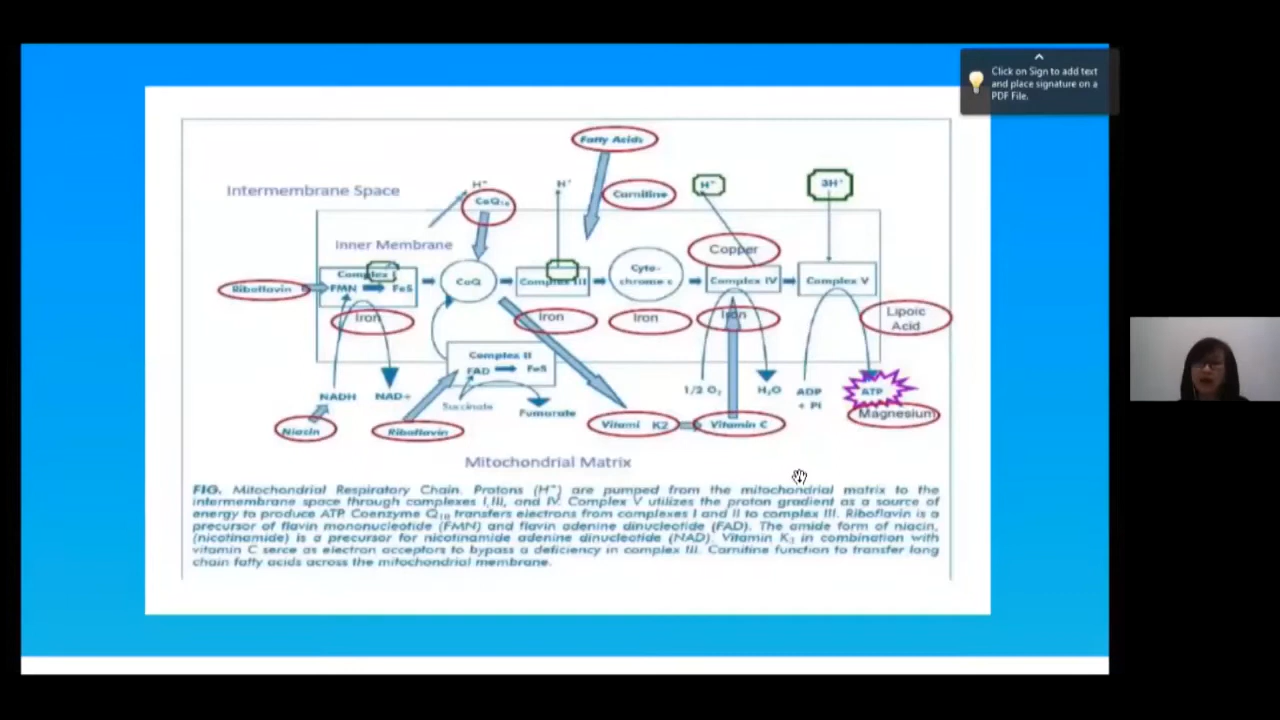 Click on Sign to add text
and place signature on a
PDF File.
Fatty Acids
Intermembrane Space
H⁺
H⁺
H⁺
3H⁺
CoQ₁₀
Carnitine
Inner Membrane
Copper
Complex I
Riboflavin
FMN
FeS
CoQ
Complex III
Cyto-
chrome c
Complex IV
Complex V
Iron
Iron
Iron
Iron
Lipoic
Acid
Complex II
FAD
FeS
NADH
NAD+
Succinate
Fumarate
1/2 O₂
H₂O
ADP
+ Pi
ATP
Magnesium
Niacin
Riboflavin
Vitami K2
Vitamin C
Mitochondrial Matrix
FIG. Mitochondrial Respiratory Chain. Protons (H⁺) are pumped from the mitochondrial matrix to the
intermembrane space through complexes I,III, and IV. Complex V utilizes the proton gradient as a source of
energy to produce ATP. Coenzyme Q₁₀ transfers electrons from complexes I and II to complex III. Riboflavin is a
precursor of flavin mononucleotide (FMN) and flavin adenine dinucleotide (FAD). The amide form of niacin,
(nicotinamide) is a precursor for nicotinamide adenine dinucleotide (NAD). Vitamin K₃ in combination with
vitamin C serce as electron acceptors to bypass a deficiency in complex III. Carnitine function to transfer long
chain fatty acids across the mitochondrial membrane.